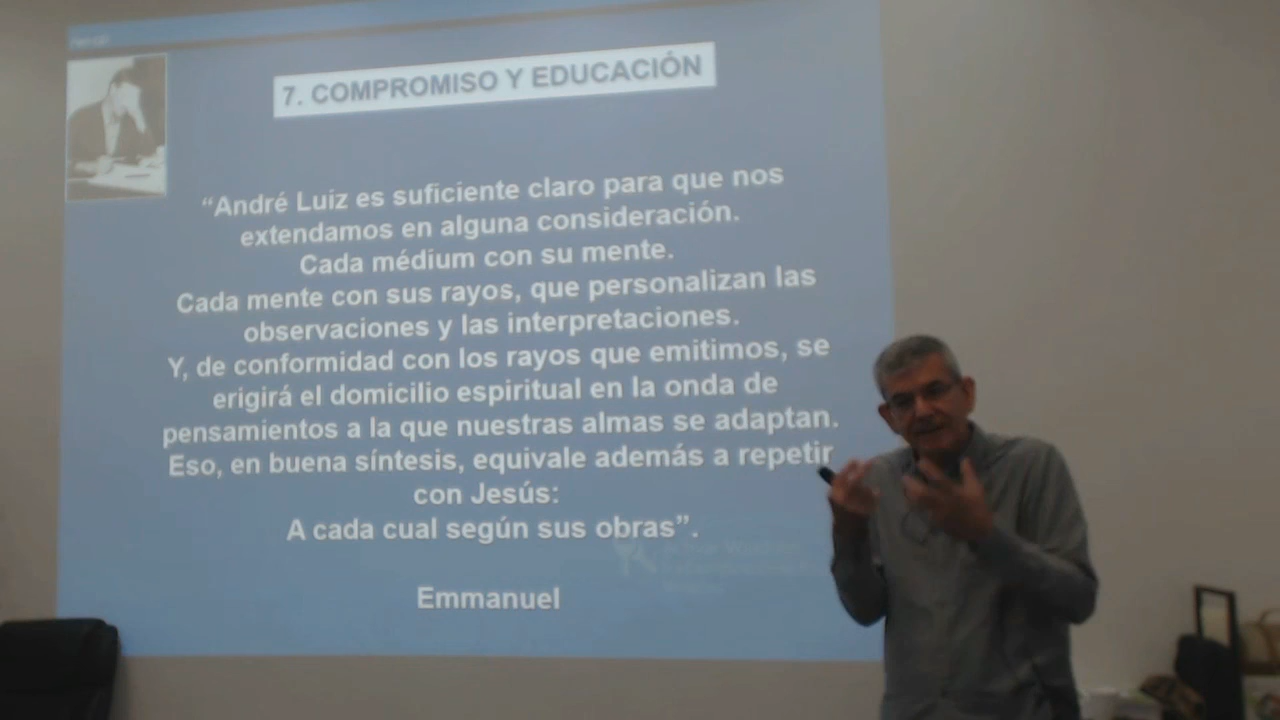 7. COMPROMISO Y EDUCACIÓN
“André Luiz es suficiente claro para que nos
extendamos en alguna consideración.
Cada médium con su mente.
Cada mente con sus rayos, que personalizan las
observaciones y las interpretaciones.
Y, de conformidad con los rayos que emitimos, se
erigirá el domicilio espiritual en la onda de
pensamientos a la que nuestras almas se adaptan.
Eso, en buena síntesis, equivale además a repetir
con Jesús:
A cada cual según sus obras”.
Emmanuel